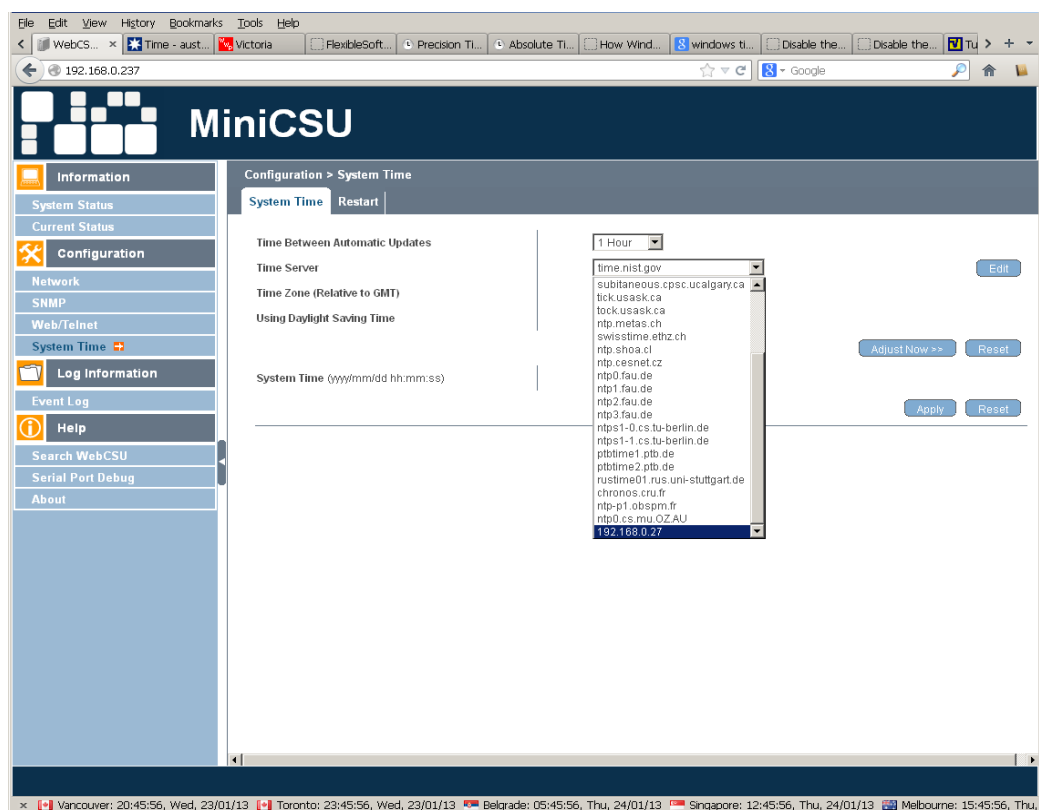 File Edit View History Bookmarks Tools Help
WebCS... × Time - aust... Victoria FlexibleSoft... Precision Ti... Absolute Ti... How Wind... windows ti... Disable the... Disable the... Tu
192.168.0.237 Google
MiniCSU
Information
System Status
Current Status
Configuration
Network
SNMP
Web/Telnet
System Time
Log Information
Event Log
Help
Search WebCSU
Serial Port Debug
About
Configuration > System Time
System Time Restart
Time Between Automatic Updates 1 Hour
Time Server time.nist.gov Edit
Time Zone (Relative to GMT)
Using Daylight Saving Time
subitaneous.cpsc.ucalgary.ca
tick.usask.ca
tock.usask.ca
ntp.metas.ch
swisstime.ethz.ch
ntp.shoa.cl
ntp.cesnet.cz
ntp0.fau.de
ntp1.fau.de
ntp2.fau.de
ntp3.fau.de
ntps1-0.cs.tu-berlin.de
ntps1-1.cs.tu-berlin.de
ptbtime1.ptb.de
ptbtime2.ptb.de
rustime01.rus.uni-stuttgart.de
chronos.cru.fr
ntp-p1.obspm.fr
ntp0.cs.mu.OZ.AU
192.168.0.27
Adjust Now >> Reset
System Time (yyyy/mm/dd hh:mm:ss)
Apply Reset
× Vancouver: 20:45:56, Wed, 23/01/13 Toronto: 23:45:56, Wed, 23/01/13 Belgrade: 05:45:56, Thu, 24/01/13 Singapore: 12:45:56, Thu, 24/01/13 Melbourne: 15:45:56, Thu,